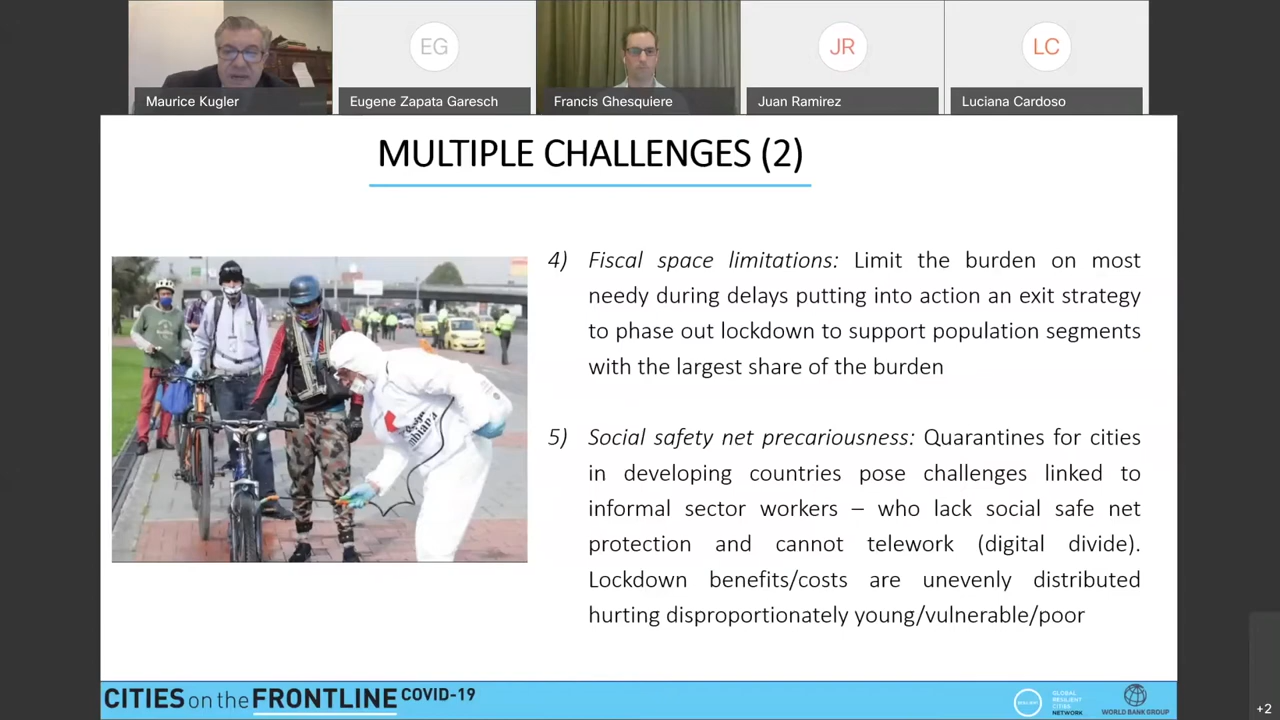 EG
JR
LC
Maurice Kugler
Eugene Zapata Garesch
Francis Ghesquiere
Juan Ramirez
Luciana Cardoso
MULTIPLE CHALLENGES (2)
4) Fiscal space limitations: Limit the burden on most
needy during delays putting into action an exit strategy
to phase out lockdown to support population segments
with the largest share of the burden
5) Social safety net precariousness: Quarantines for cities
in developing countries pose challenges linked to
informal sector workers – who lack social safe net
protection and cannot telework (digital divide).
Lockdown benefits/costs are unevenly distributed
hurting disproportionately young/vulnerable/poor
CITIES on the FRONTLINE COVID-19
GLOBAL
RESILIENT
CITIES
NETWORK
WORLD BANK GROUP
+2